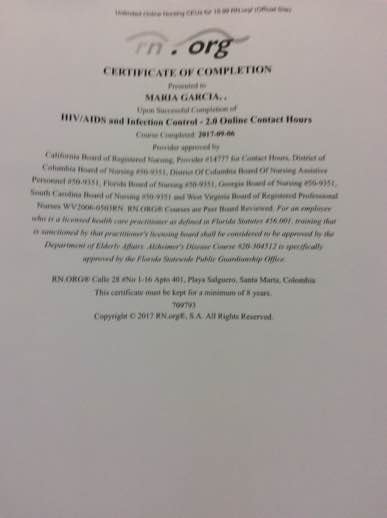 Unlimited Online Nursing CEUs for 19.99 RN.org! (Official Site)
rn.org
CERTIFICATE OF COMPLETION
Presented to
MARIA GARCIA, .
Upon Successful Completion of
HIV/AIDS and Infection Control - 2.0 Online Contact Hours
Course Completed: 2017-09-06
Provider approved by
California Board of Registered Nursing, Provider #14777 for Contact Hours, District of
Columbia Board of Nursing #50-9351, District Of Columbia Board Of Nursing Assistive
Personnel #50-9351, Florida Board of Nursing #50-9351, Georgia Board of Nursing #50-9351,
South Carolina Board of Nursing #50-9351 and West Virginia Board of Registered Professional
Nurses WV2006-0503RN. RN.ORG® Courses are Peer Board Reviewed. For an employee
who is a licensed health care practitioner as defined in Florida Statutes 456.001, training that
is sanctioned by that practitioner's licensing board shall be considered to be approved by the
Department of Elderly Affairs. Alzheimer's Disease Course #20-304512 is specifically
approved by the Florida Statewide Public Guardianship Office.
RN.ORG® Calle 28 #No 1-16 Apto 401, Playa Salguero, Santa Marta, Colombia
This certificate must be kept for a minimum of 8 years.
709793
Copyright © 2017 RN.org®, S.A. All Rights Reserved.